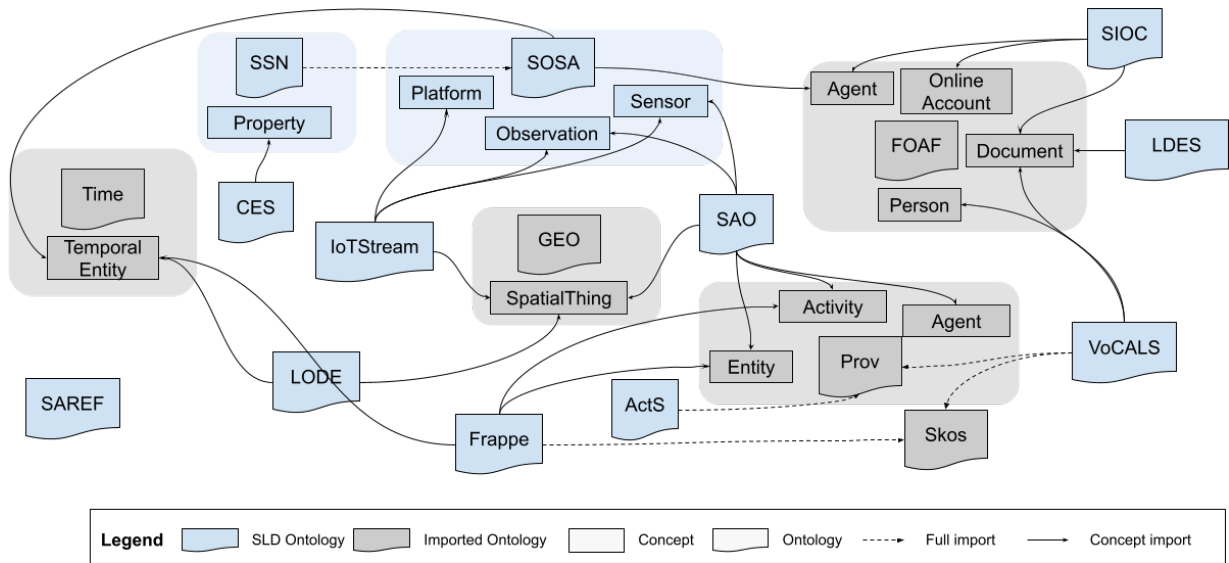 SIOC
SSN
SOSA
Agent
Online
Account
Platform
Sensor
Property
Observation
FOAF
Document
LDES
Time
CES
Person
SAO
IoTStream
GEO
Temporal
Entity
SpatialThing
Activity
Agent
VoCALS
Entity
Prov
LODE
SAREF
ActS
Frappe
Skos
Legend
SLD Ontology
Imported Ontology
Concept
Ontology
Full import
Concept import